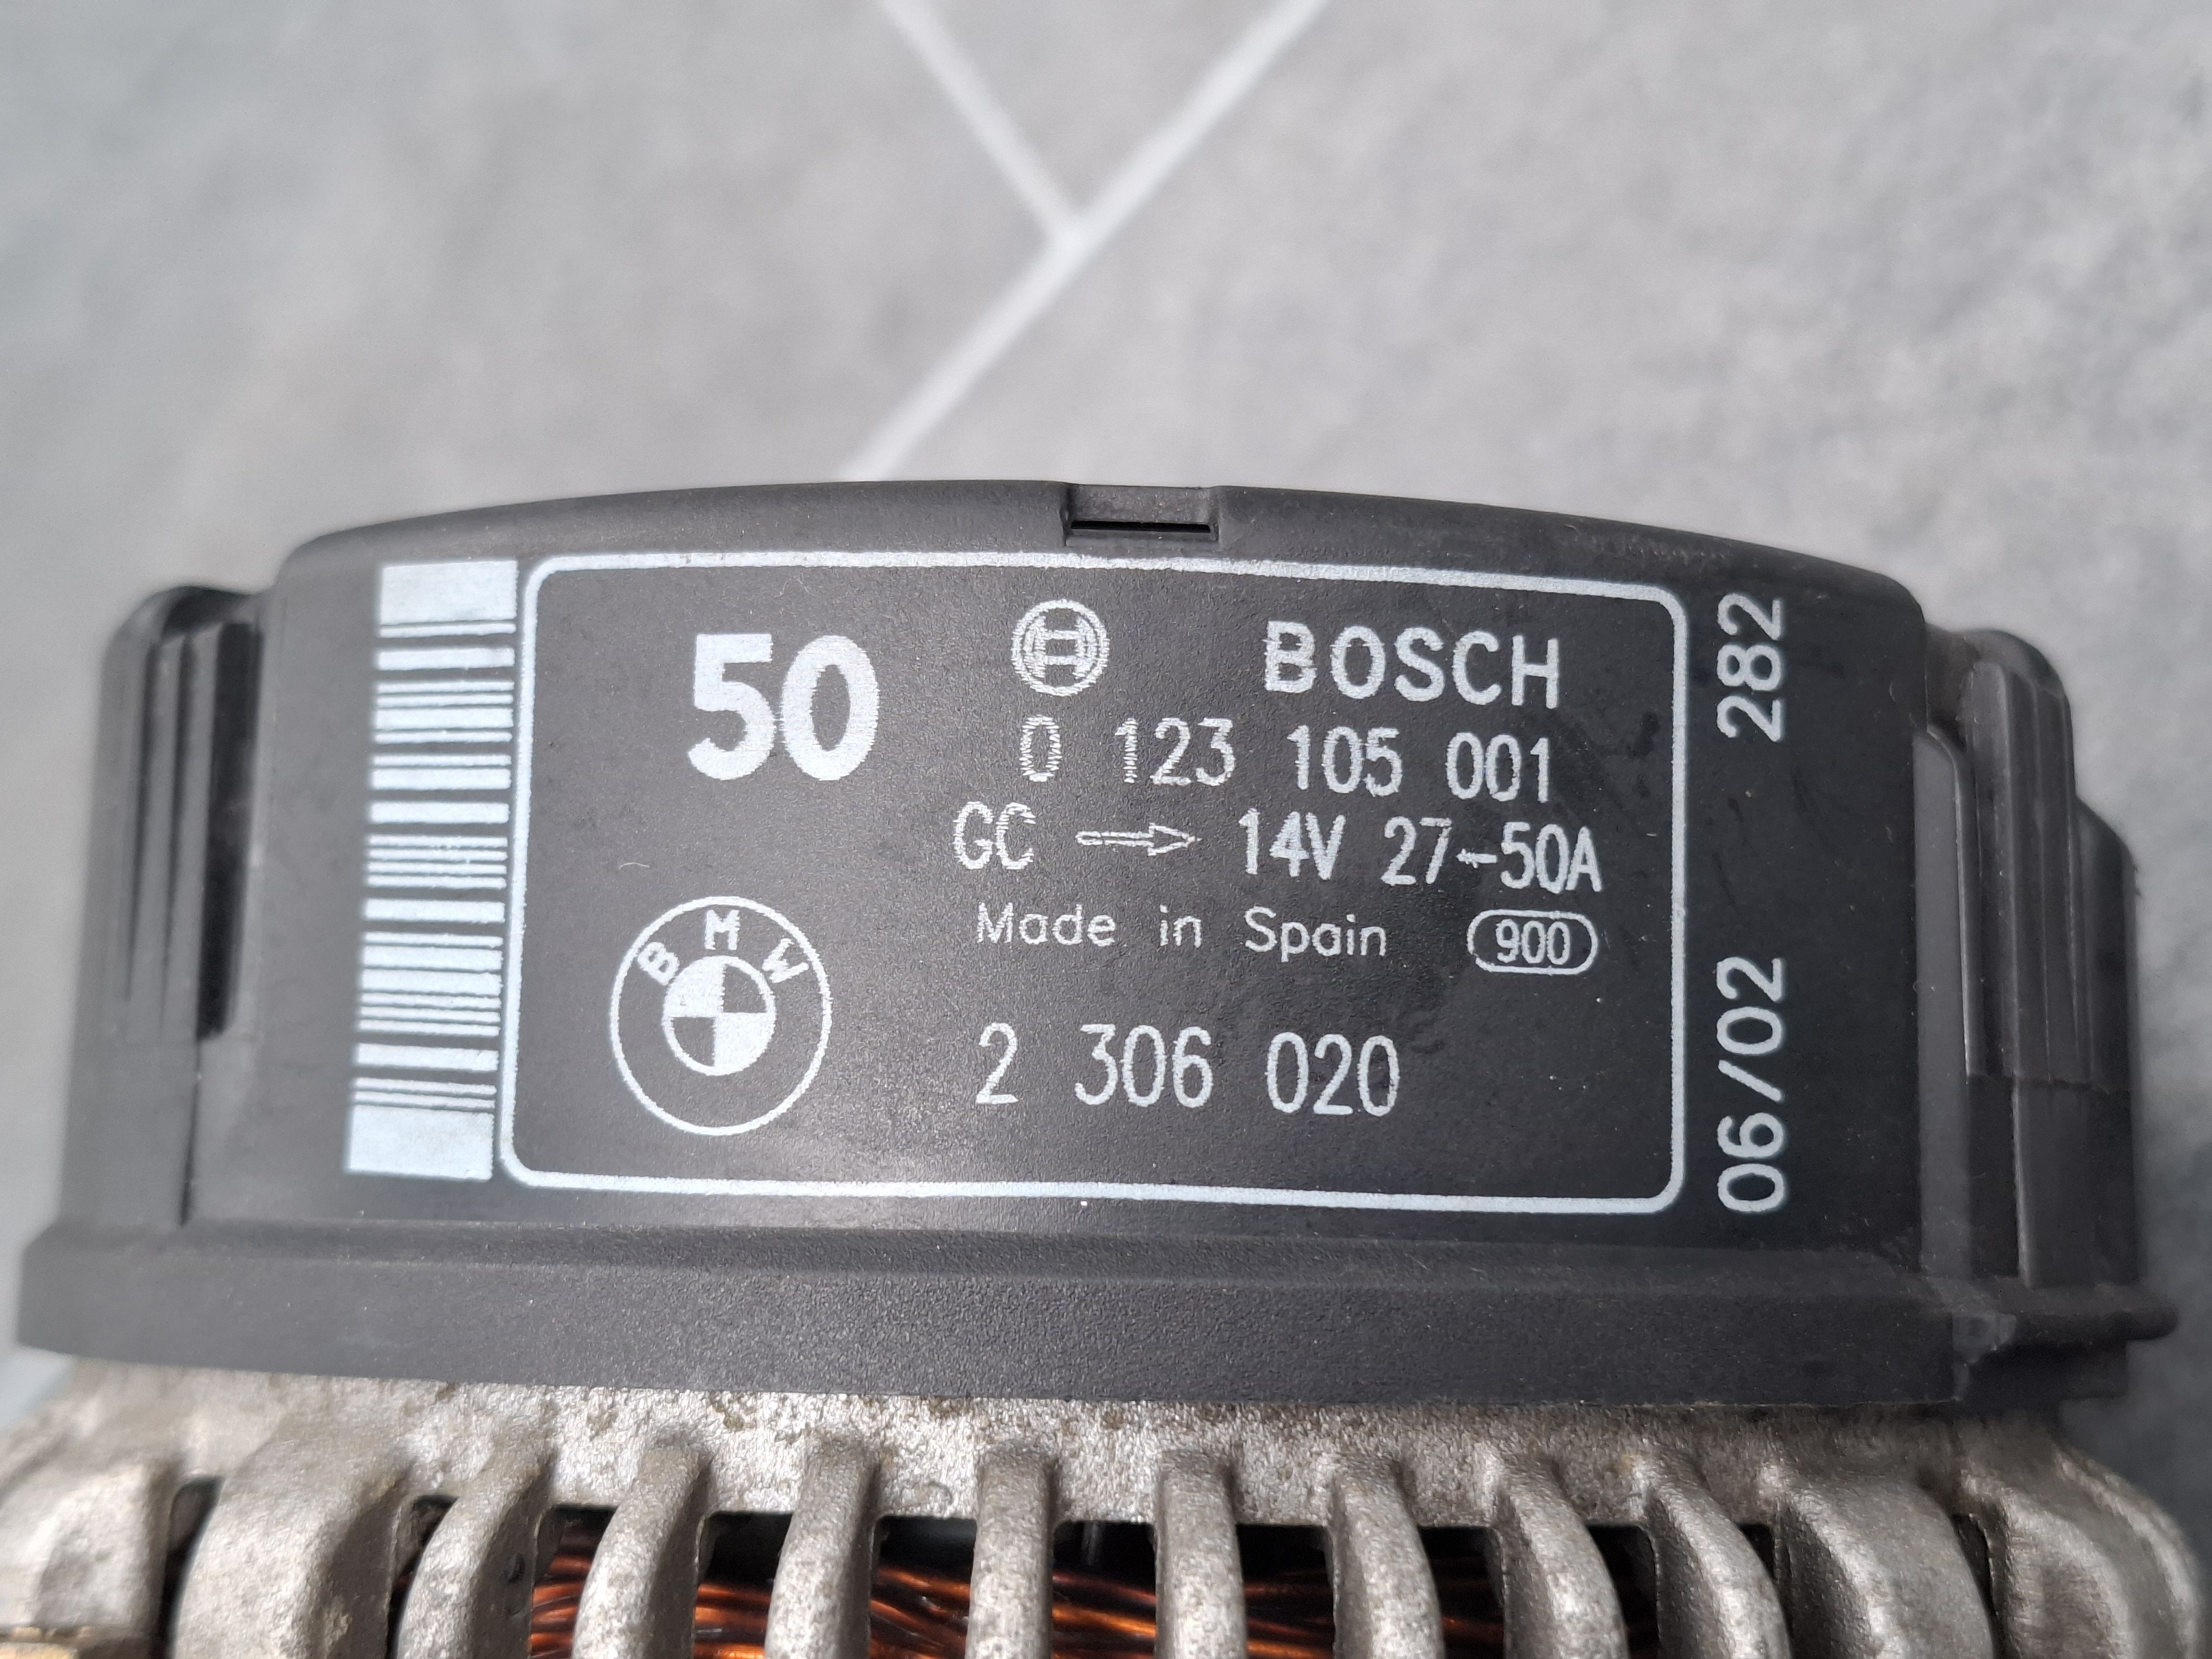 50
BOSCH
0 123 105 001
GC → 14V 27-50A
Made in Spain 900
BMW
2 306 020
282
06/02